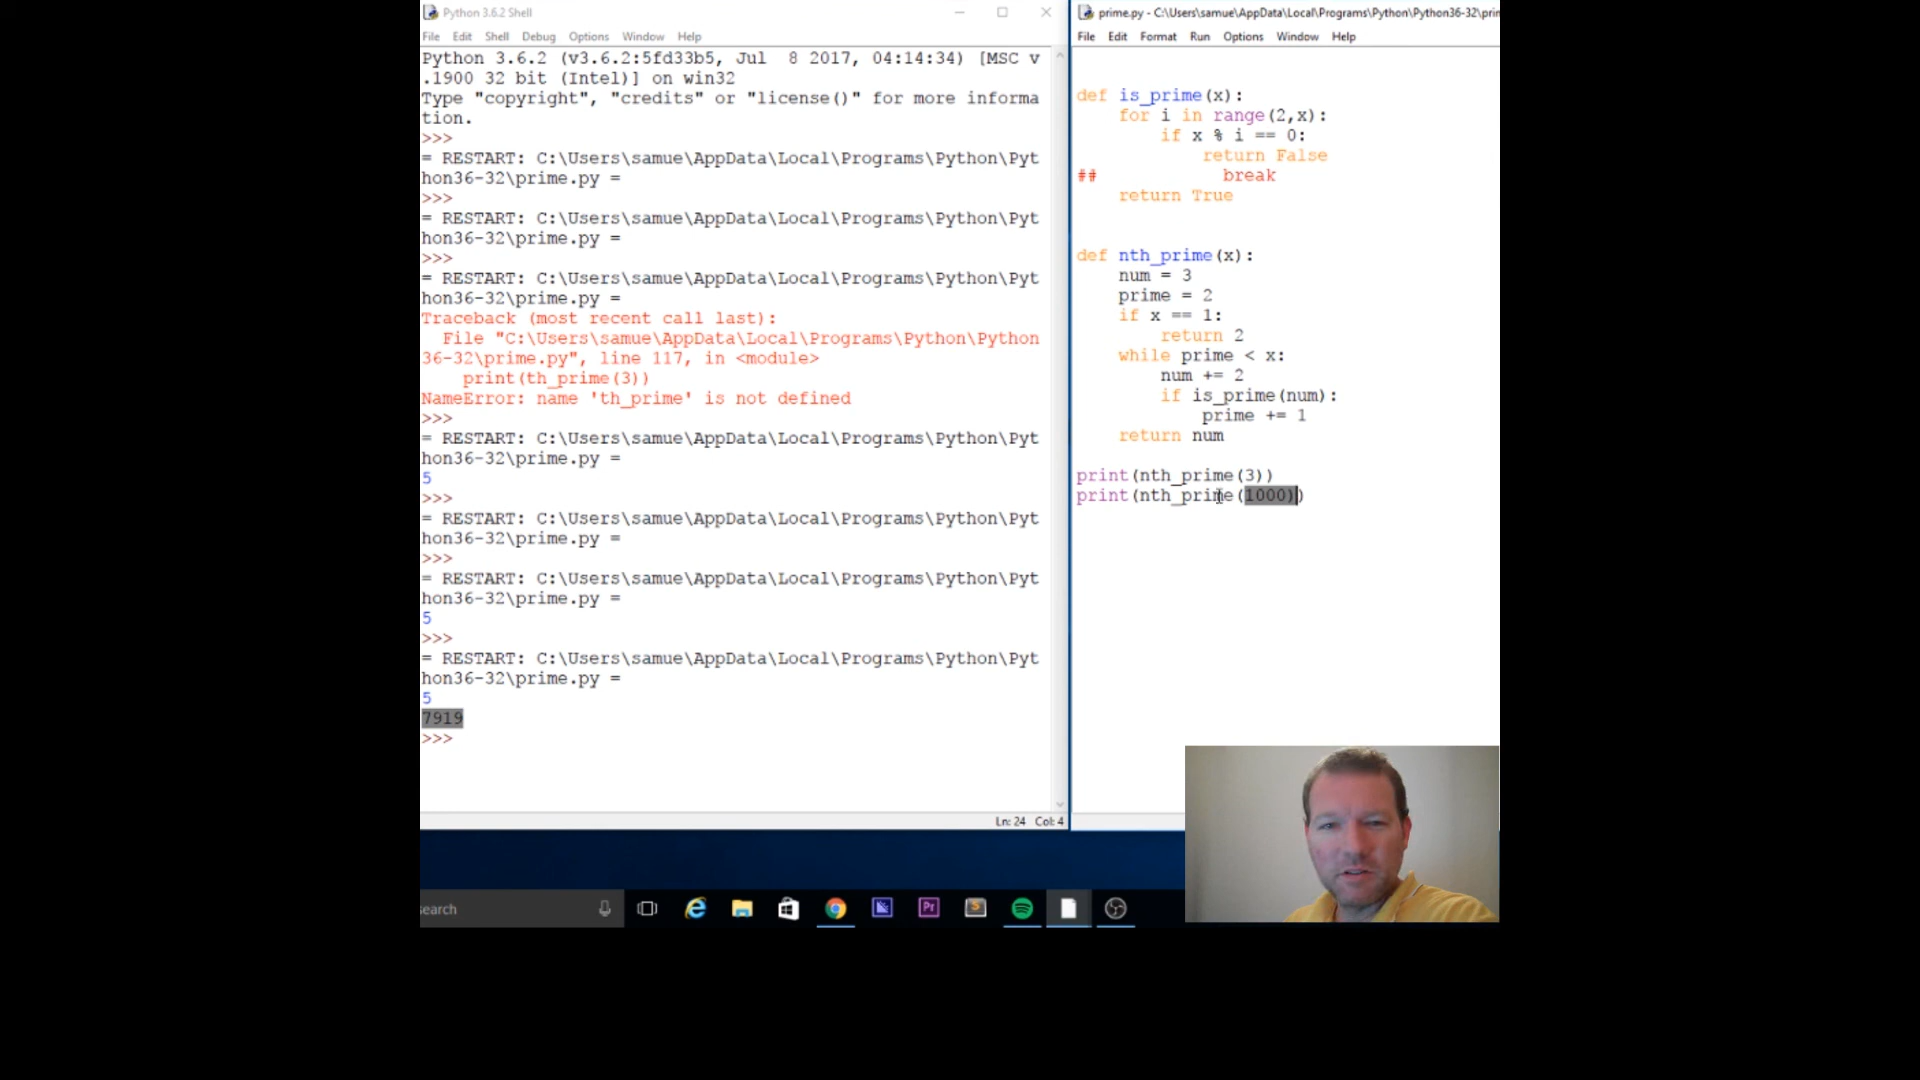 Python 3.6.2 Shell
File Edit Shell Debug Options Window Help
Python 3.6.2 (v3.6.2:5fd33b5, Jul  8 2017, 04:14:34) [MSC v
.1900 32 bit (Intel)] on win32
Type "copyright", "credits" or "license()" for more informa
tion.
>>>
= RESTART: C:\Users\samue\AppData\Local\Programs\Python\Pyt
hon36-32\prime.py =
>>>
= RESTART: C:\Users\samue\AppData\Local\Programs\Python\Pyt
hon36-32\prime.py =
>>>
= RESTART: C:\Users\samue\AppData\Local\Programs\Python\Pyt
hon36-32\prime.py =
Traceback (most recent call last):
  File "C:\Users\samue\AppData\Local\Programs\Python\Python
36-32\prime.py", line 117, in <module>
    print(th_prime(3))
NameError: name 'th_prime' is not defined
>>>
= RESTART: C:\Users\samue\AppData\Local\Programs\Python\Pyt
hon36-32\prime.py =
5
>>>
= RESTART: C:\Users\samue\AppData\Local\Programs\Python\Pyt
hon36-32\prime.py =
>>>
= RESTART: C:\Users\samue\AppData\Local\Programs\Python\Pyt
hon36-32\prime.py =
5
>>>
= RESTART: C:\Users\samue\AppData\Local\Programs\Python\Pyt
hon36-32\prime.py =
5
7919
>>>
Ln: 24 Col: 4
prime.py - C:\Users\samue\AppData\Local\Programs\Python\Python36-32\prin
File Edit Format Run Options Window Help
def is_prime(x):
    for i in range(2,x):
        if x % i == 0:
            return False
##            break
    return True
def nth_prime(x):
    num = 3
    prime = 2
    if x == 1:
        return 2
    while prime < x:
        num += 2
        if is_prime(num):
            prime += 1
    return num
print(nth_prime(3))
print(nth_prime(1000))
earch
Pr
S